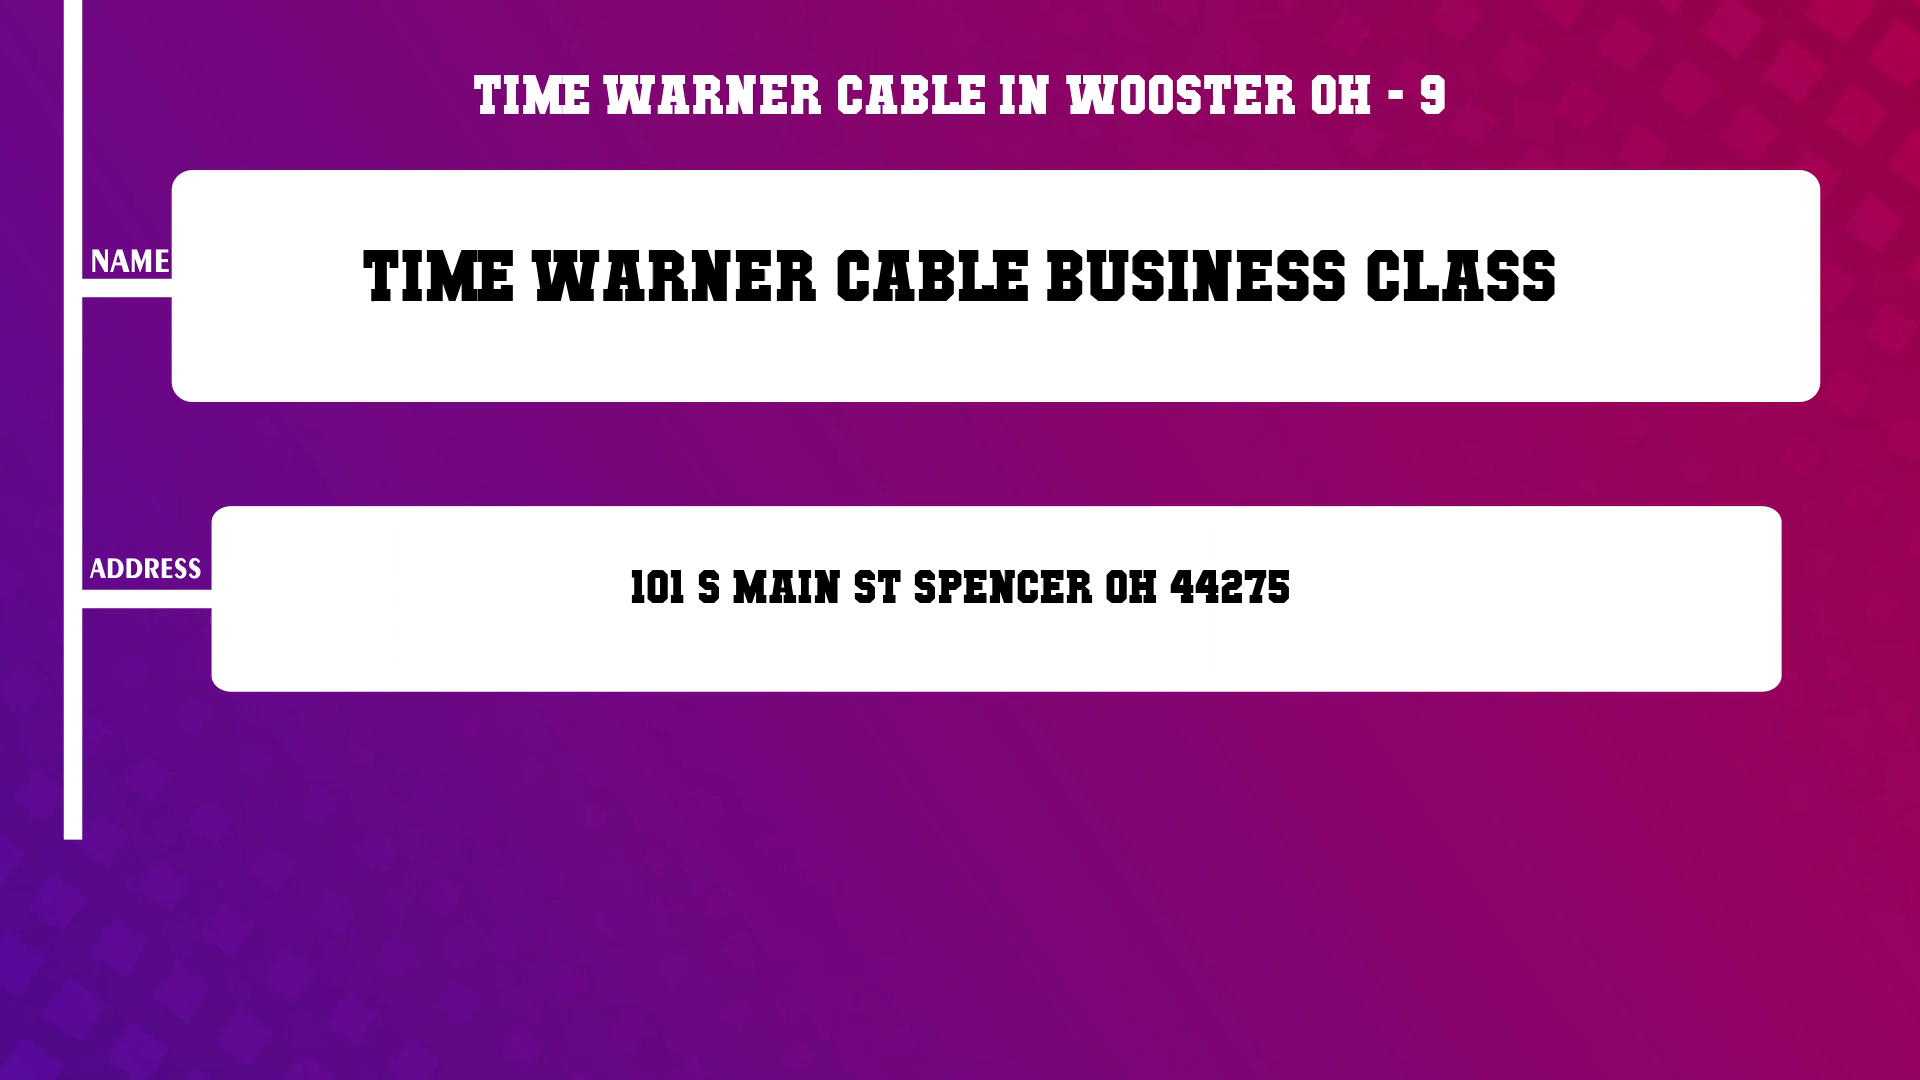 TIME WARNER CABLE IN WOOSTER OH - 9
NAME
TIME WARNER CABLE BUSINESS CLASS
ADDRESS
101 S MAIN ST SPENCER OH 44275